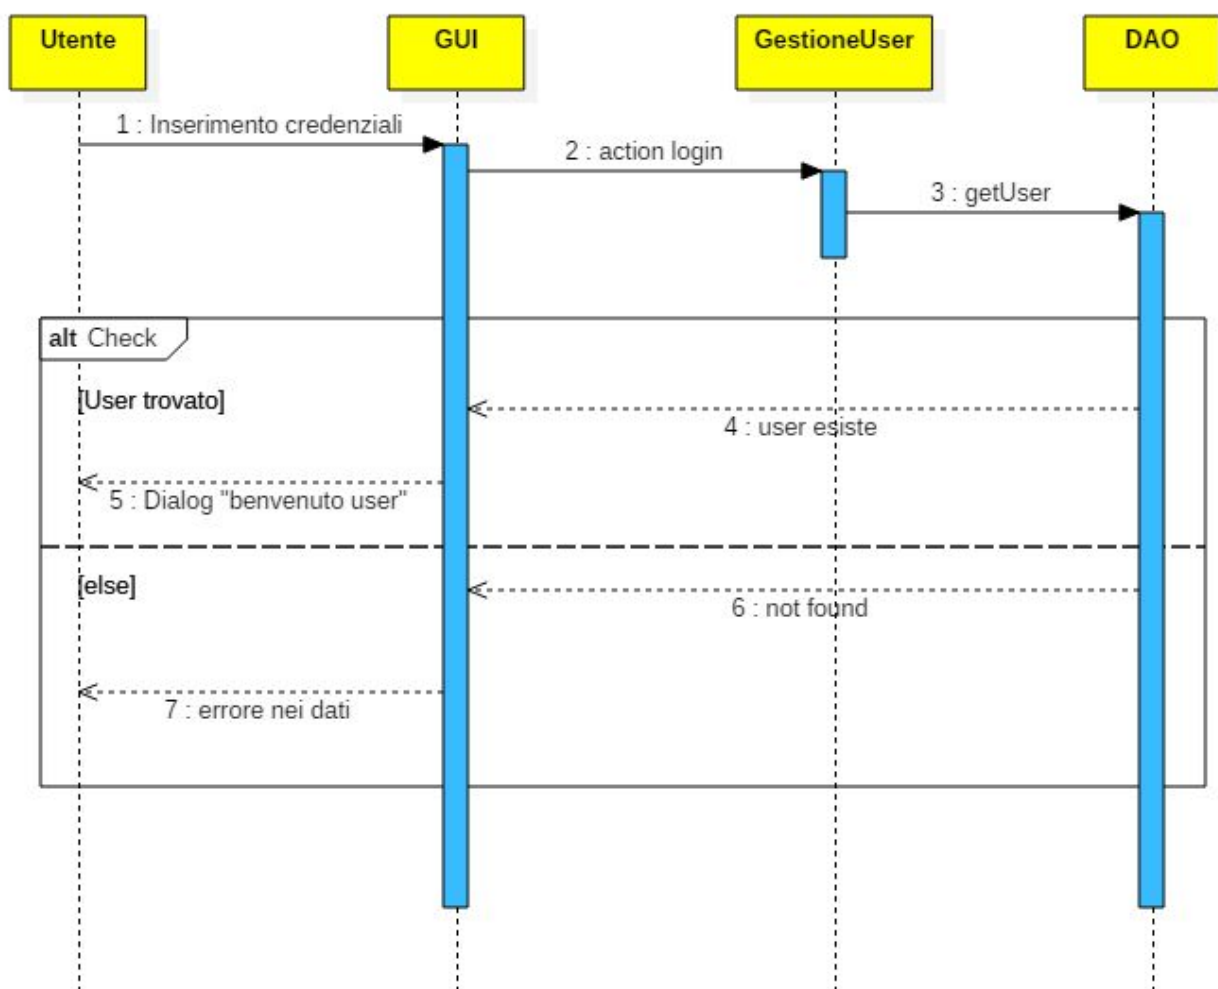 Utente
GUI
GestioneUser
DAO
1 : Inserimento credenziali
2 : action login
3 : getUser
alt Check
[User trovato]
4 : user esiste
5 : Dialog "benvenuto user"
[else]
6 : not found
7 : errore nei dati